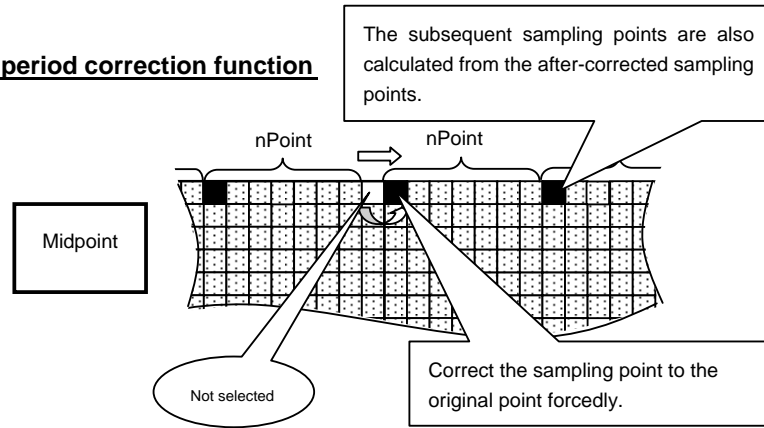 period correction function
The subsequent sampling points are also
calculated from the after-corrected sampling
points.
nPoint
nPoint
Midpoint
Not selected
Correct the sampling point to the
original point forcedly.